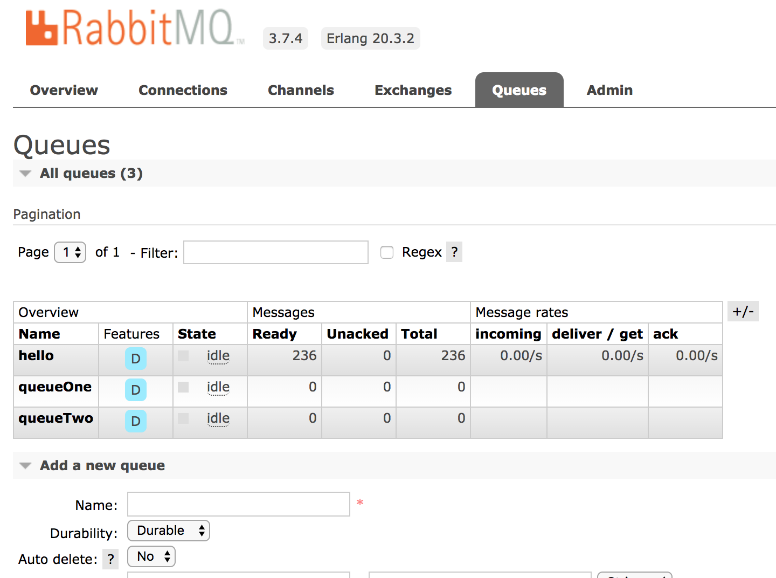 RabbitMQ TM 3.7.4 Erlang 20.3.2
Overview Connections Channels Exchanges Queues Admin
Queues
All queues (3)
Pagination
Page 1 of 1 - Filter: Regex ?
Overview Messages Message rates +/-
Name Features State Ready Unacked Total incoming deliver / get ack
hello D idle 236 0 236 0.00/s 0.00/s 0.00/s
queueOne D idle 0 0 0
queueTwo D idle 0 0 0
Add a new queue
Name: *
Durability: Durable
Auto delete: ? No